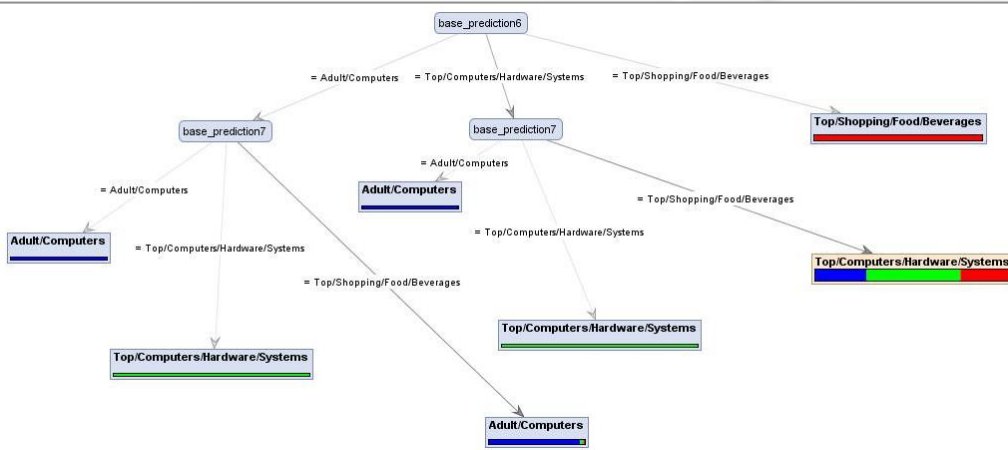 base_prediction6
= Adult/Computers
= Top/Computers/Hardware/Systems
= Top/Shopping/Food/Beverages
base_prediction7
base_prediction7
Top/Shopping/Food/Beverages
= Adult/Computers
Adult/Computers
= Adult/Computers
= Top/Shopping/Food/Beverages
= Top/Computers/Hardware/Systems
Adult/Computers
= Top/Computers/Hardware/Systems
Top/Computers/Hardware/Systems
= Top/Shopping/Food/Beverages
Top/Computers/Hardware/Systems
Top/Computers/Hardware/Systems
Adult/Computers